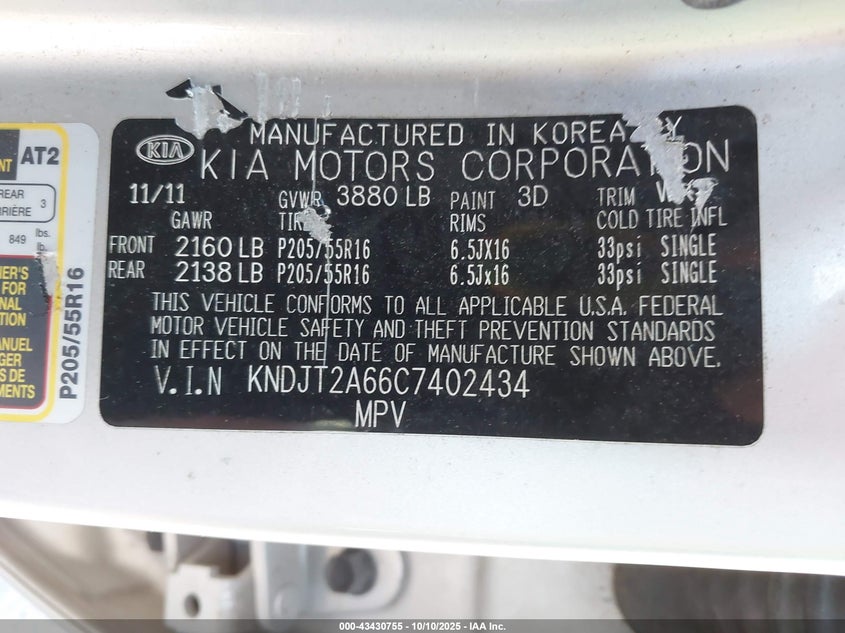 MANUFACTURED IN KOREA
KIA
KIA MOTORS CORPORATION
11/11 GVWR 3880 LB PAINT 3D TRIM
GAWR TIRE RIMS COLD TIRE INFL
FRONT 2160 LB P205/55R16 6.5JX16 33psi SINGLE
REAR 2138 LB P205/55R16 6.5Jx16 33psi SINGLE
THIS VEHICLE CONFORMS TO ALL APPLICABLE U.S.A. FEDERAL
MOTOR VEHICLE SAFETY AND THEFT PREVENTION STANDARDS
IN EFFECT ON THE DATE OF MANUFACTURE SHOWN ABOVE.
V.I.N KNDJT2A66C7402434
MPV
AT2
REAR
3
849 lbs.
lb.
P205/55R16
000-43430755 - 10/10/2025 - IAA Inc.